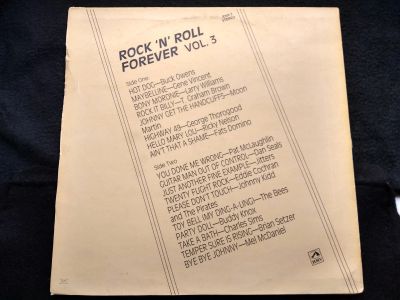 ROCK 'N' ROLL
FOREVER VOL. 3
Side One:
HOT DOG—Buck Owens
MAYBELLINE—Gene Vincent
BONY MORONIE—Larry Williams
ROCK IT BILLY—T. Graham Brown
JOHNNY GET THE HANDCUFFS—Moon
Martin
HIGHWAY 49—George Thorogood
HELLO MARY LOU—Ricky Nelson
AIN'T THAT A SHAME—Fats Domino
Side Two
YOU DONE ME WRONG—Pat McLaughlin
GUITAR MAN OUT OF CONTROL—Dan Seals
JUST ANOTHER FINE EXAMPLE—Jitters
TWENTY FLIGHT ROCK—Eddie Cochran
PLEASE DON'T TOUCH—Johnny Kidd
and The Pirates
TOY BELL (MY DING-A-LING)—The Bees
PARTY DOLL—Buddy Knox
TAKE A BATH—Charles Sims
TEMPER SURE IS RISING—Brian Setzer
BYE BYE JOHNNY—Mel McDaniel